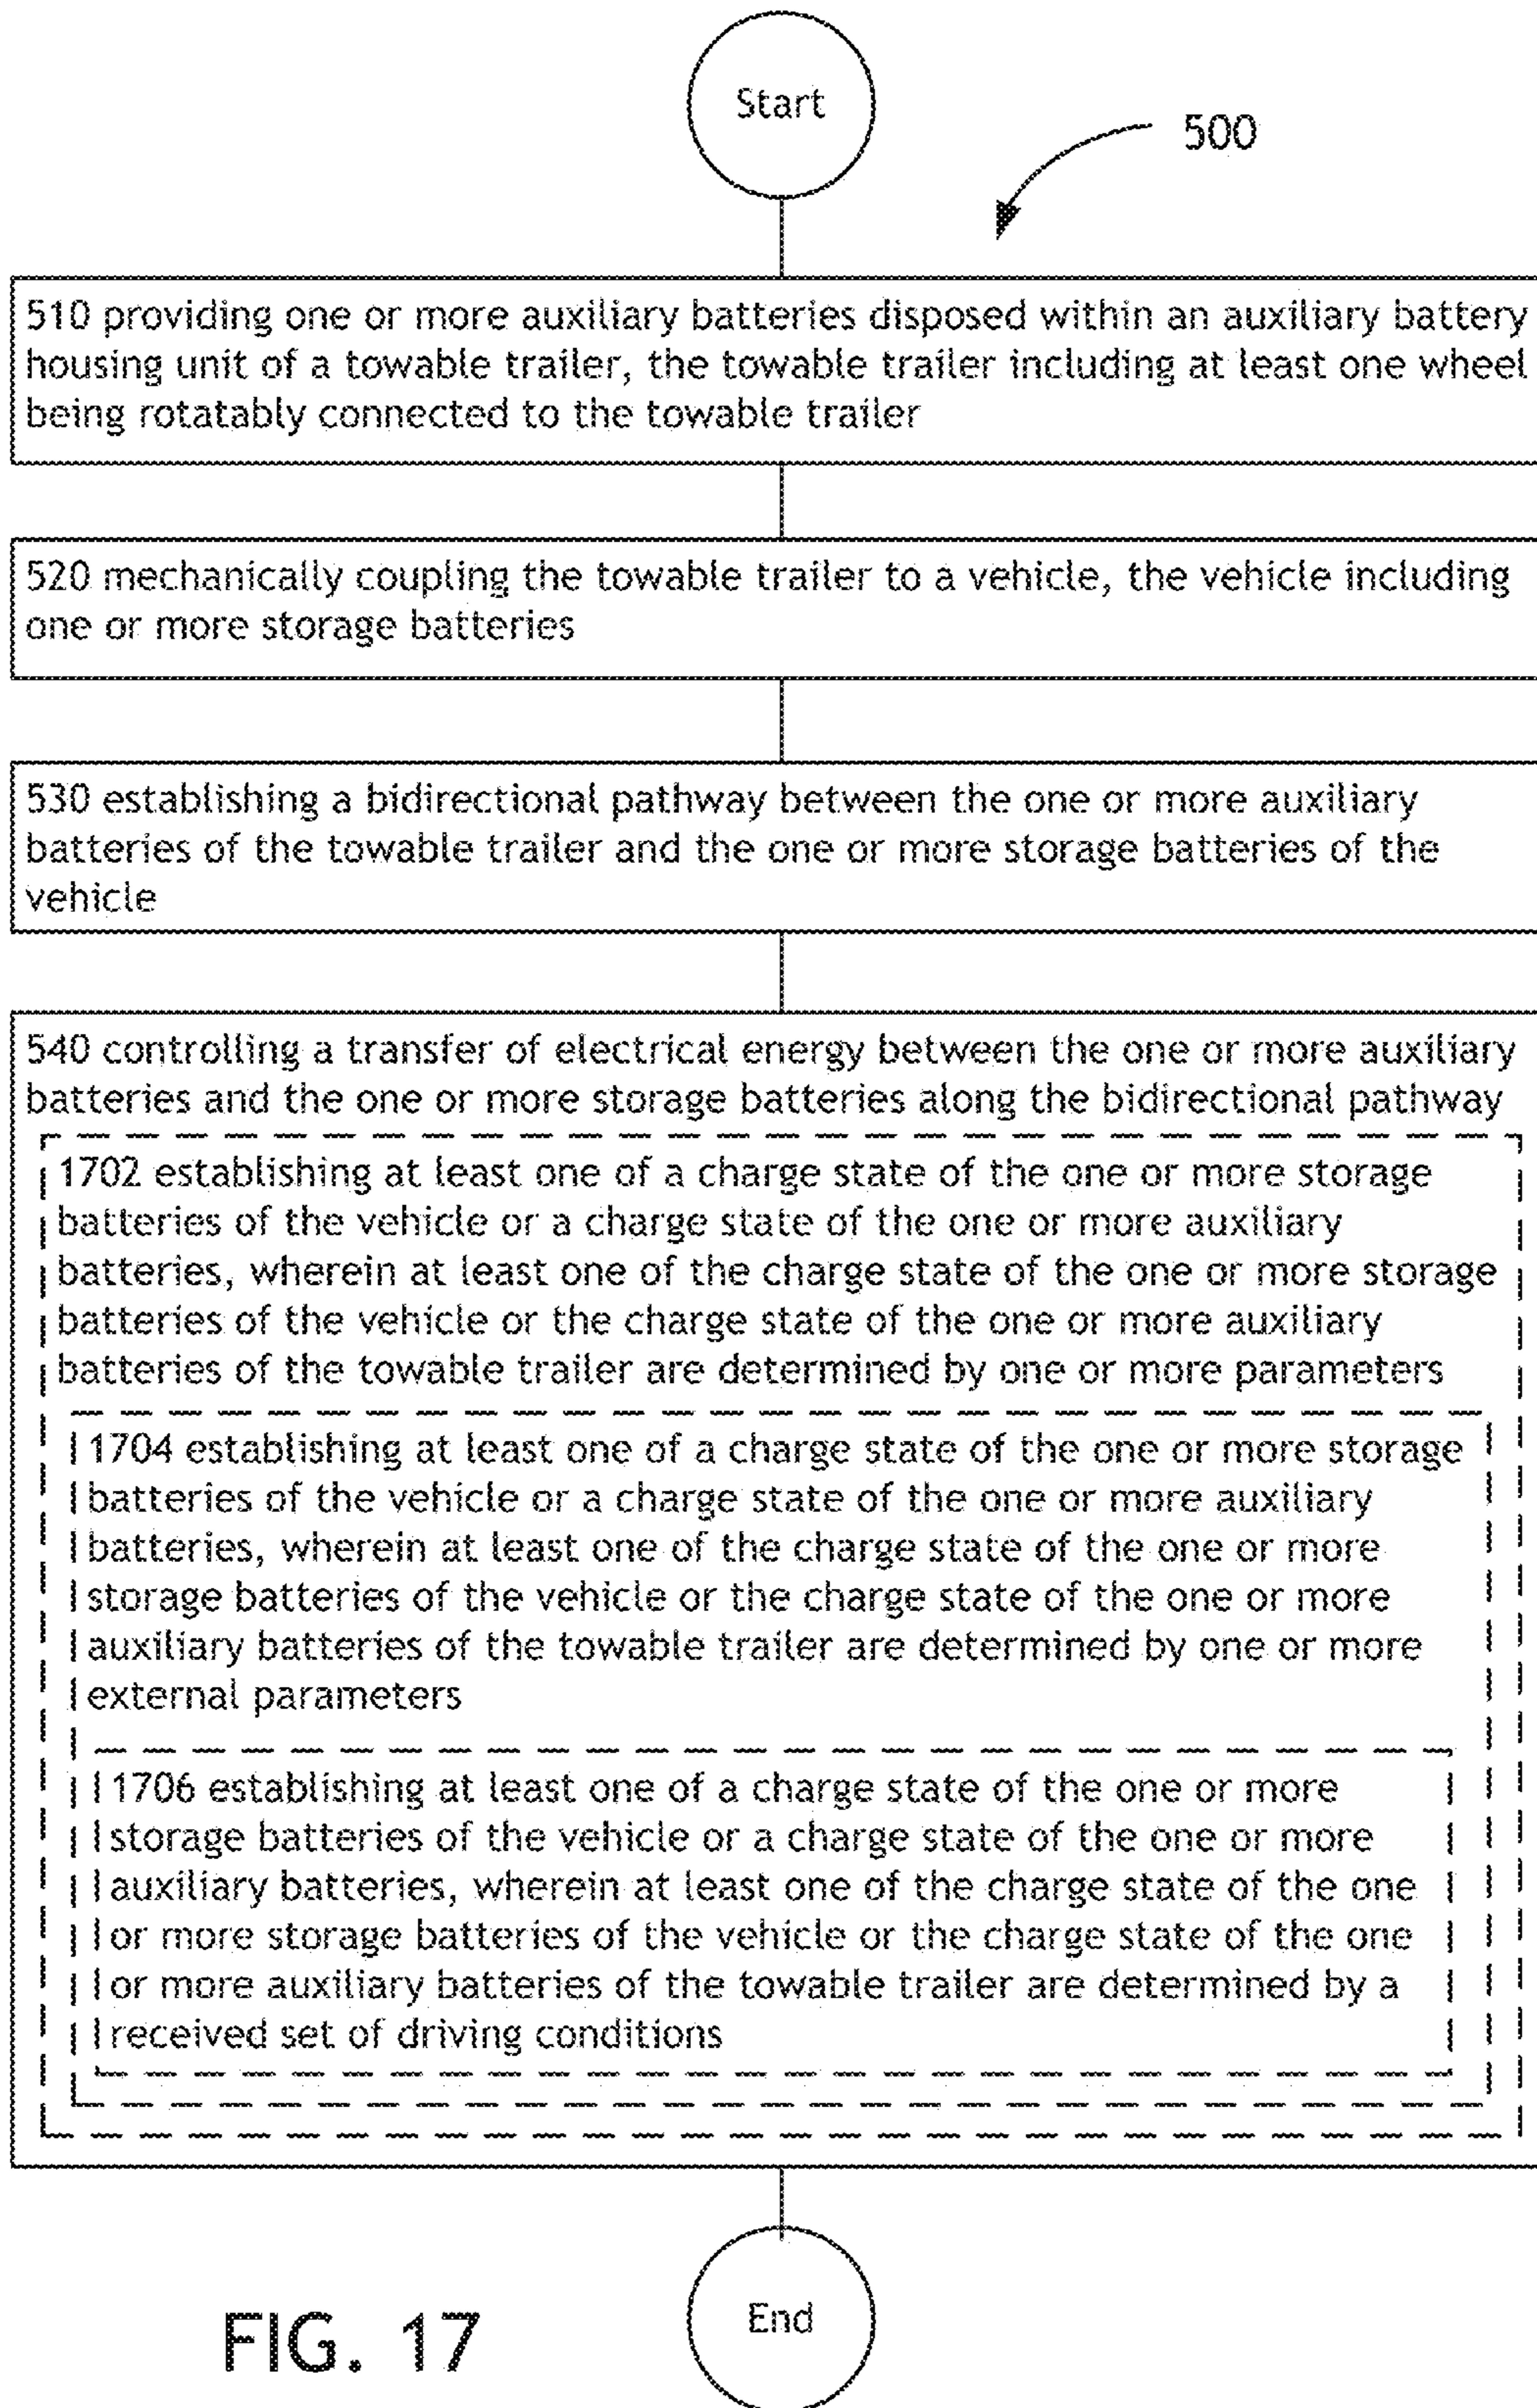 Start
500
510 providing one or more auxiliary batteries disposed within an auxiliary battery
housing unit of a towable trailer, the towable trailer including at least one wheel
being rotatably connected to the towable trailer
520 mechanically coupling the towable trailer to a vehicle, the vehicle including
one or more storage batteries
530 establishing a bidirectional pathway between the one or more auxiliary
batteries of the towable trailer and the one or more storage batteries of the
vehicle
540 controlling a transfer of electrical energy between the one or more auxiliary
batteries and the one or more storage batteries along the bidirectional pathway
1702 establishing at least one of a charge state of the one or more storage
batteries of the vehicle or a charge state of the one or more auxiliary
batteries, wherein at least one of the charge state of the one or more storage
batteries of the vehicle or the charge state of the one or more auxiliary
batteries of the towable trailer are determined by one or more parameters
1704 establishing at least one of a charge state of the one or more storage
batteries of the vehicle or a charge state of the one or more auxiliary
batteries, wherein at least one of the charge state of the one or more
storage batteries of the vehicle or the charge state of the one or more
auxiliary batteries of the towable trailer are determined by one or more
external parameters
1706 establishing at least one of a charge state of the one or more
storage batteries of the vehicle or a charge state of the one or more
auxiliary batteries, wherein at least one of the charge state of the one
or more storage batteries of the vehicle or the charge state of the one
or more auxiliary batteries of the towable trailer are determined by a
received set of driving conditions
End
FIG. 17